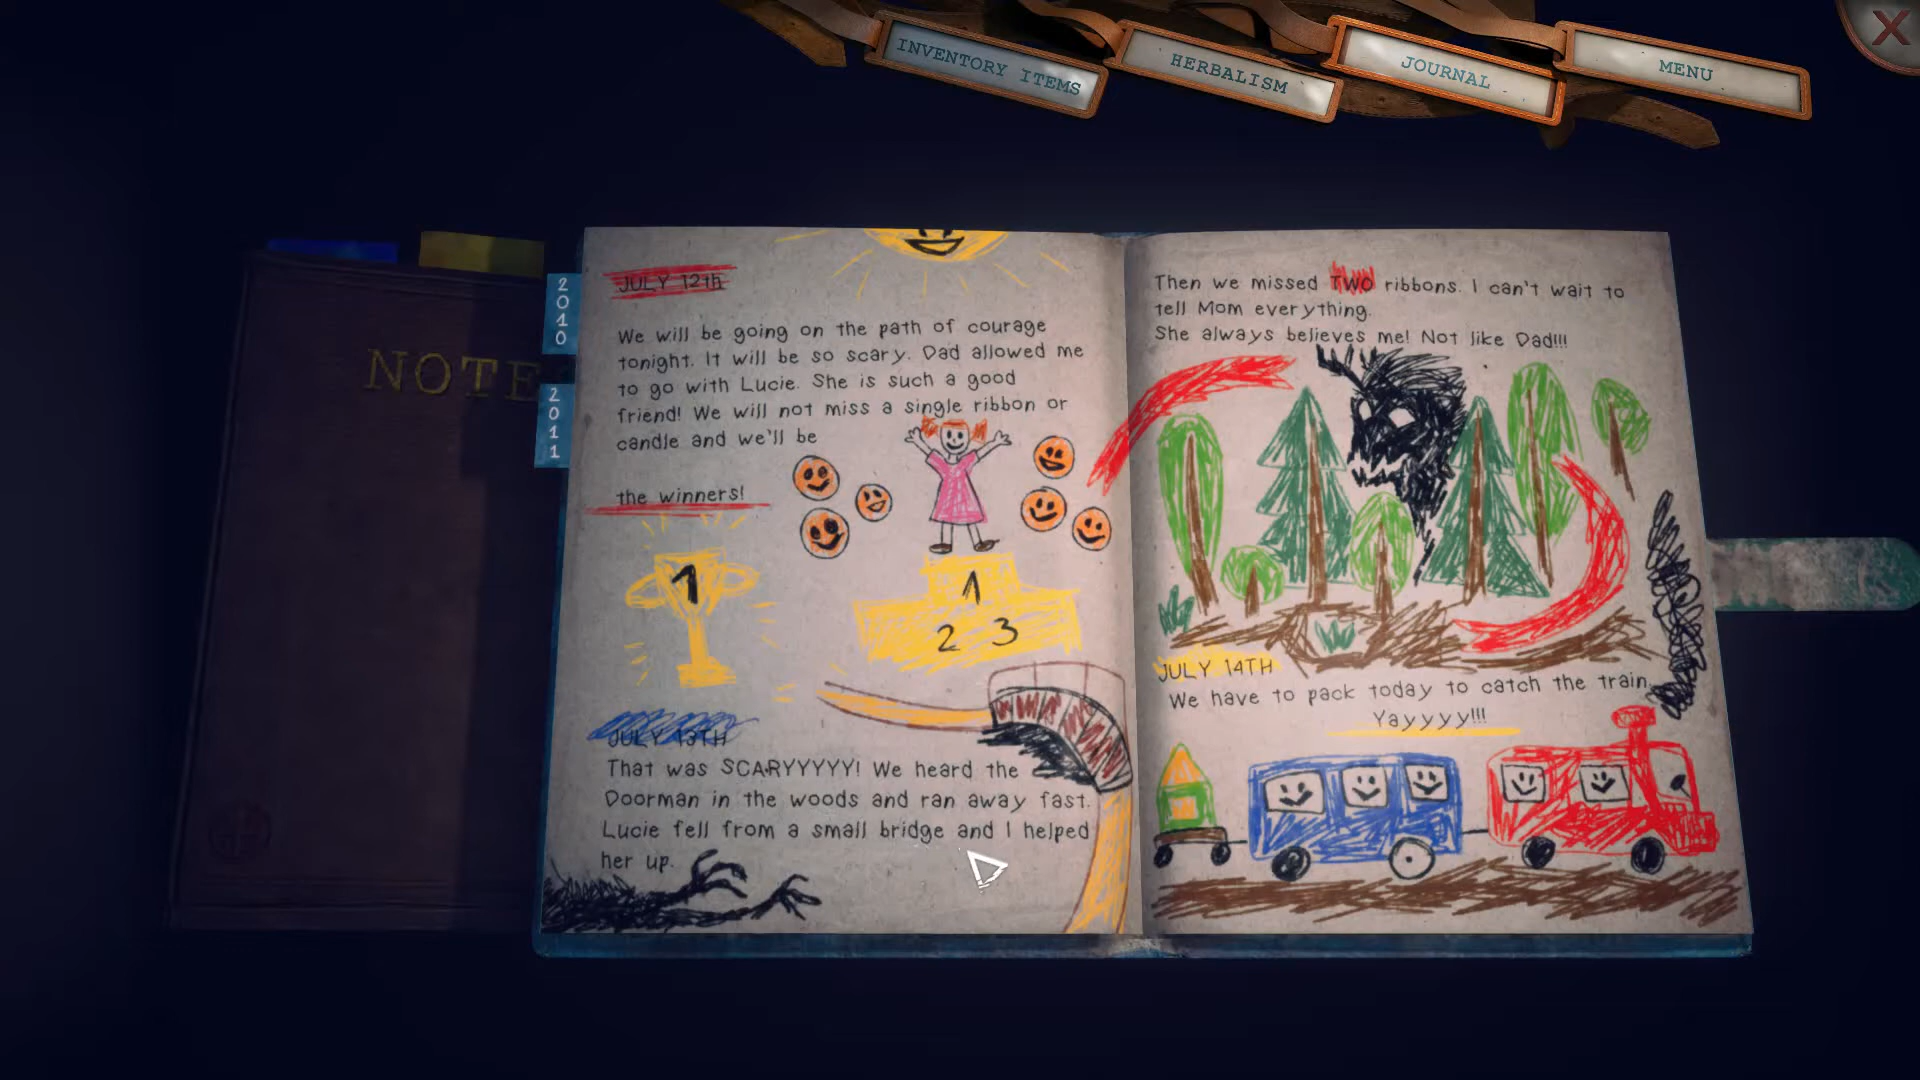 INVENTORY ITEMS
HERBALISM
JOURNAL
MENU
NOTE
2010
2011
JULY 12th
We will be going on the path of courage
tonight. It will be so scary. Dad allowed me
to go with Lucie. She is such a good
friend! We will not miss a single ribbon or
candle and we'll be
the winners!
1
1
2 3
JULY 13TH
That was SCARYYYYY! We heard the
Doorman in the woods and ran away fast.
Lucie fell from a small bridge and I helped
her up.
Then we missed TWO ribbons. I can't wait to
tell Mom everything.
She always believes me! Not like Dad!!!
JULY 14TH
We have to pack today to catch the train.
Yayyyy!!!